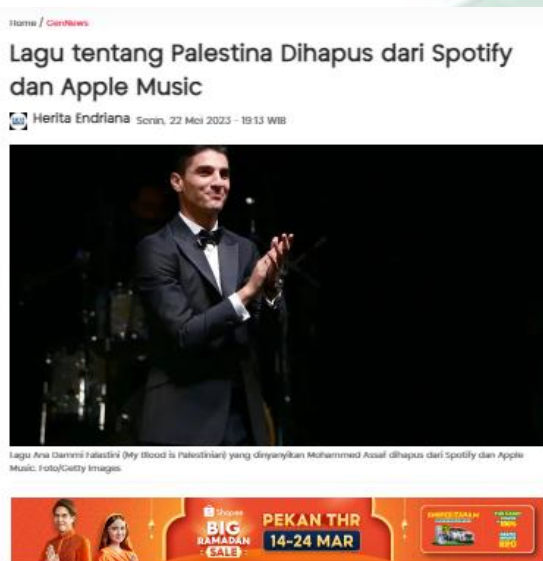 Home / GenNews
Lagu tentang Palestina Dihapus dari Spotify
dan Apple Music
Herita Endriana Senin, 22 Mei 2023 - 19:13 WIB
Lagu Ana Dammi Falastini (My Blood is Palestinian) yang dinyanyikan Mohammed Assaf dihapus dari Spotify dan Apple
Music. Foto/Getty Images
Shopee
BIG
RAMADAN
SALE
PEKAN THR
14-24 MAR